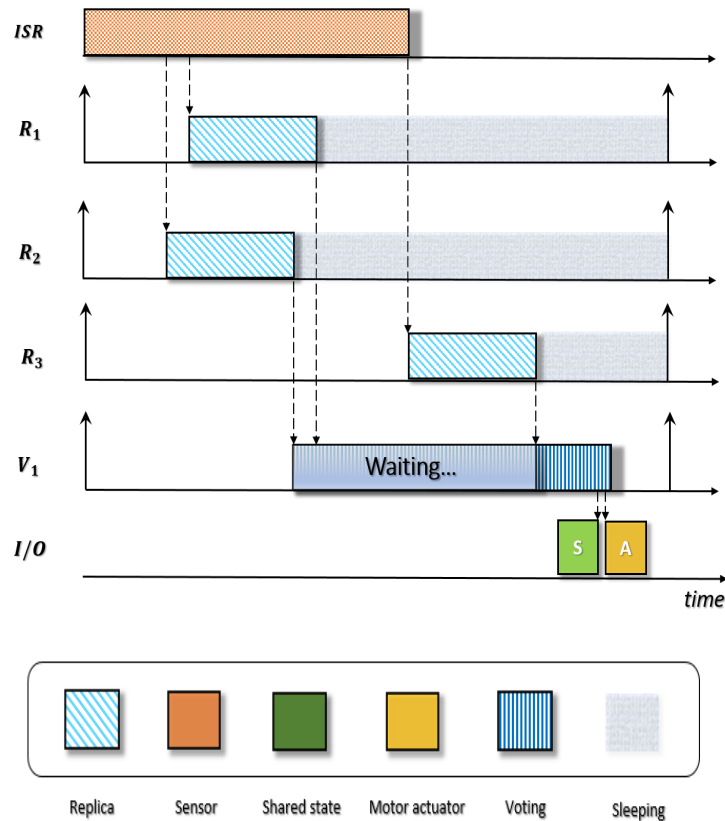 ISR
R1
R2
R3
V1
Waiting...
I/O
S A
time
Replica Sensor Shared state Motor actuator Voting Sleeping